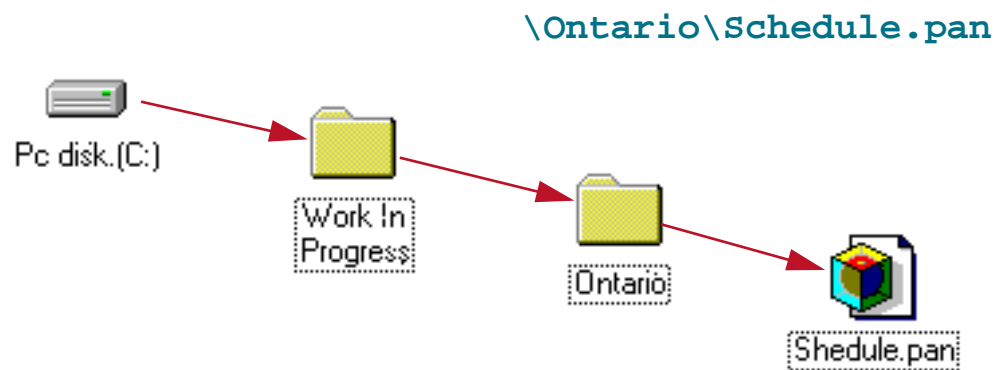 \Ontario\Schedule.pan
Pc disk.(C:)
Work In
Progress
Ontario
Shedule.pan